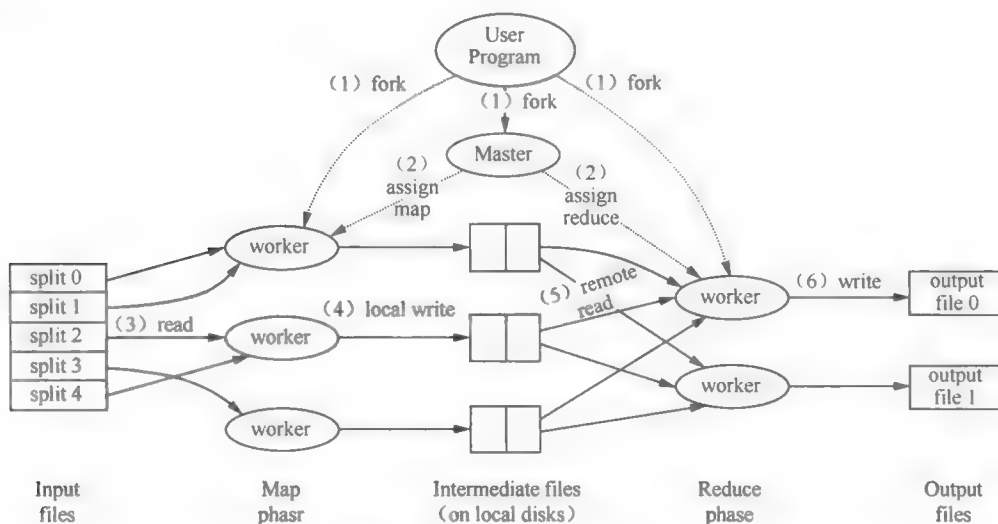 User
Program
(1) fork
(1) fork
(1) fork
Master
(2)
assign
map
(2)
assign
reduce
worker
split 0
split 1
split 2
split 3
split 4
(3) read
worker
(4) local write
worker
(5) remote
read
worker
(6) write
output
file 0
worker
output
file 1
Input
files
Map
phasr
Intermediate files
(on local disks)
Reduce
phase
Output
files